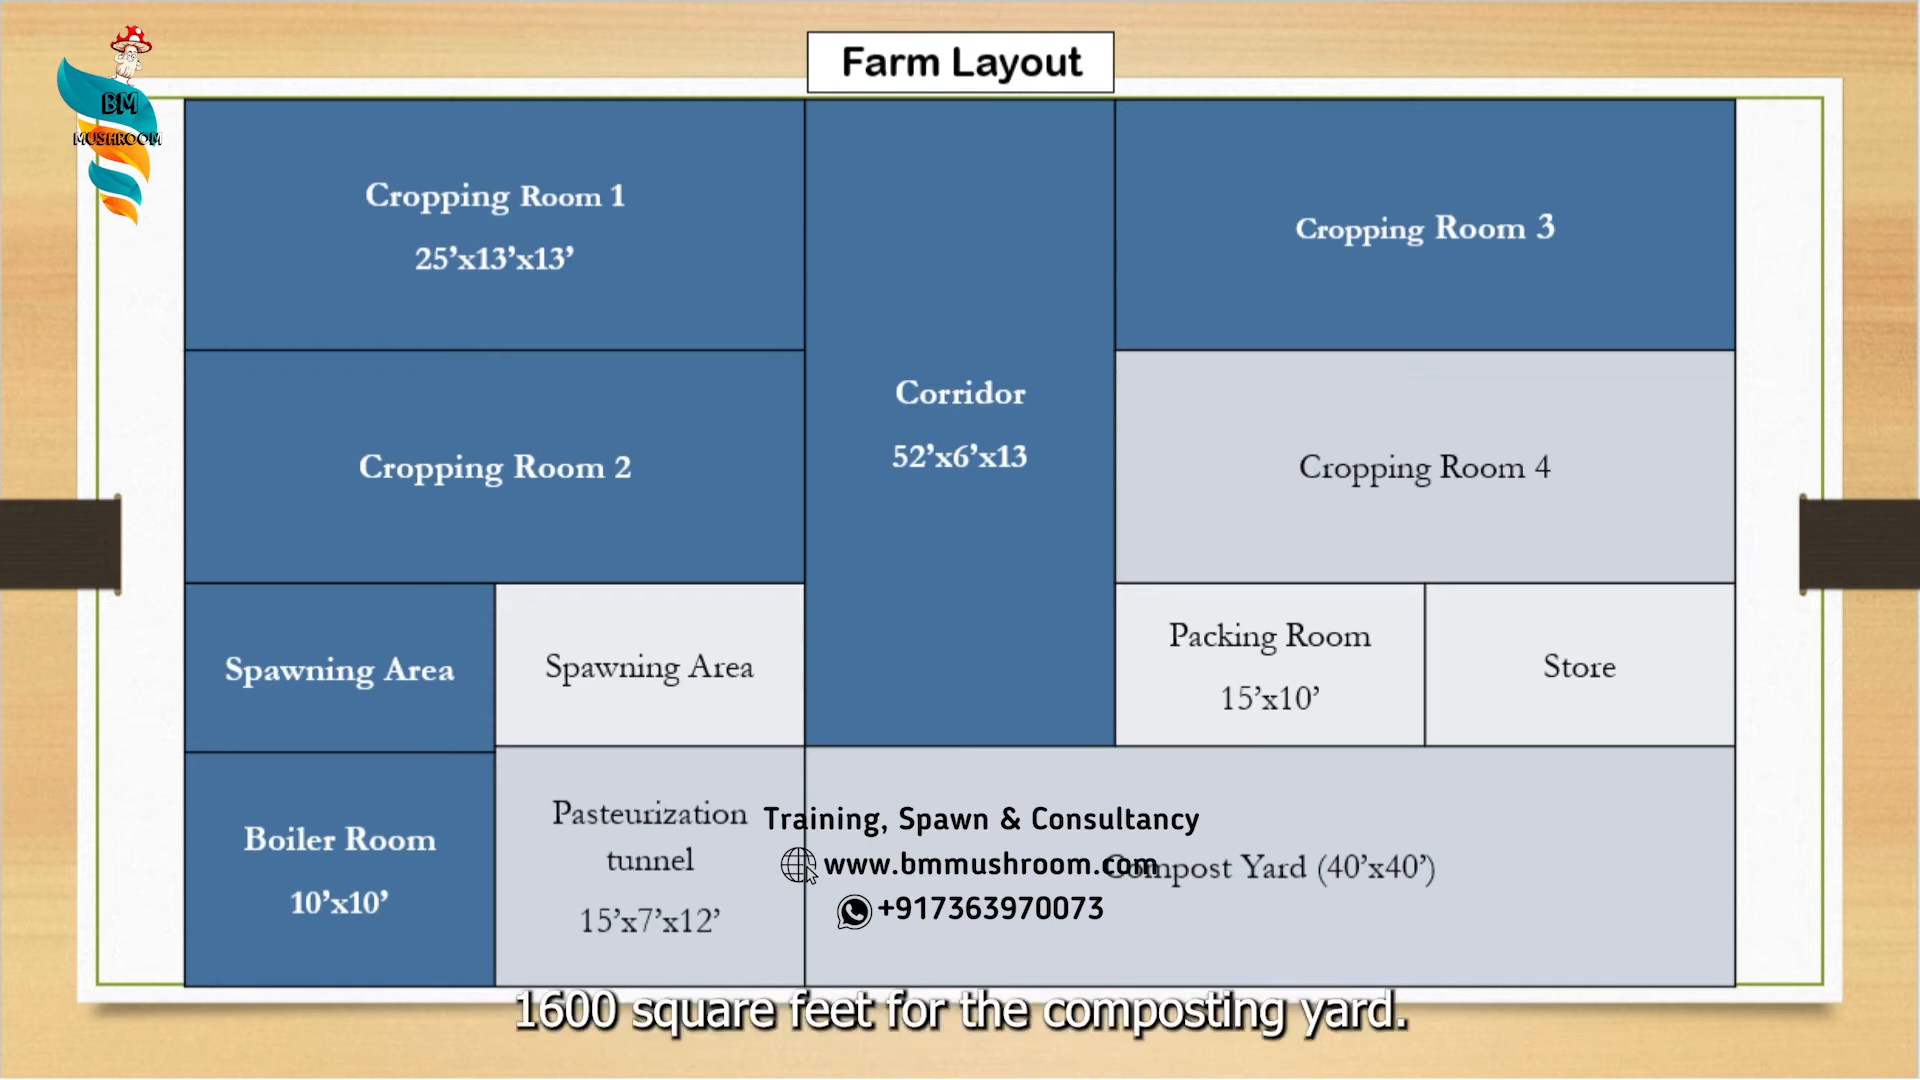 Farm Layout
BM
MUSHROOM
Cropping Room 1
25’x13’x13’
Cropping Room 3
Corridor
52’x6’x13
Cropping Room 2
Cropping Room 4
Spawning Area
Spawning Area
Packing Room
15’x10’
Store
Boiler Room
10’x10’
Pasteurization
tunnel
15’x7’x12’
Compost Yard (40’x40’)
Training, Spawn & Consultancy
www.bmmushroom.com
+917363970073
1600 square feet for the composting yard.